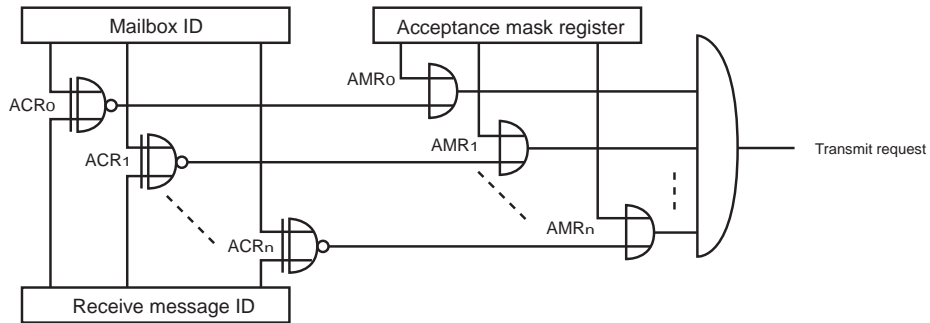 Mailbox ID
Acceptance mask register
AMR0
ACR0
AMR1
ACR1
Transmit request
AMRn
ACRn
Receive message ID